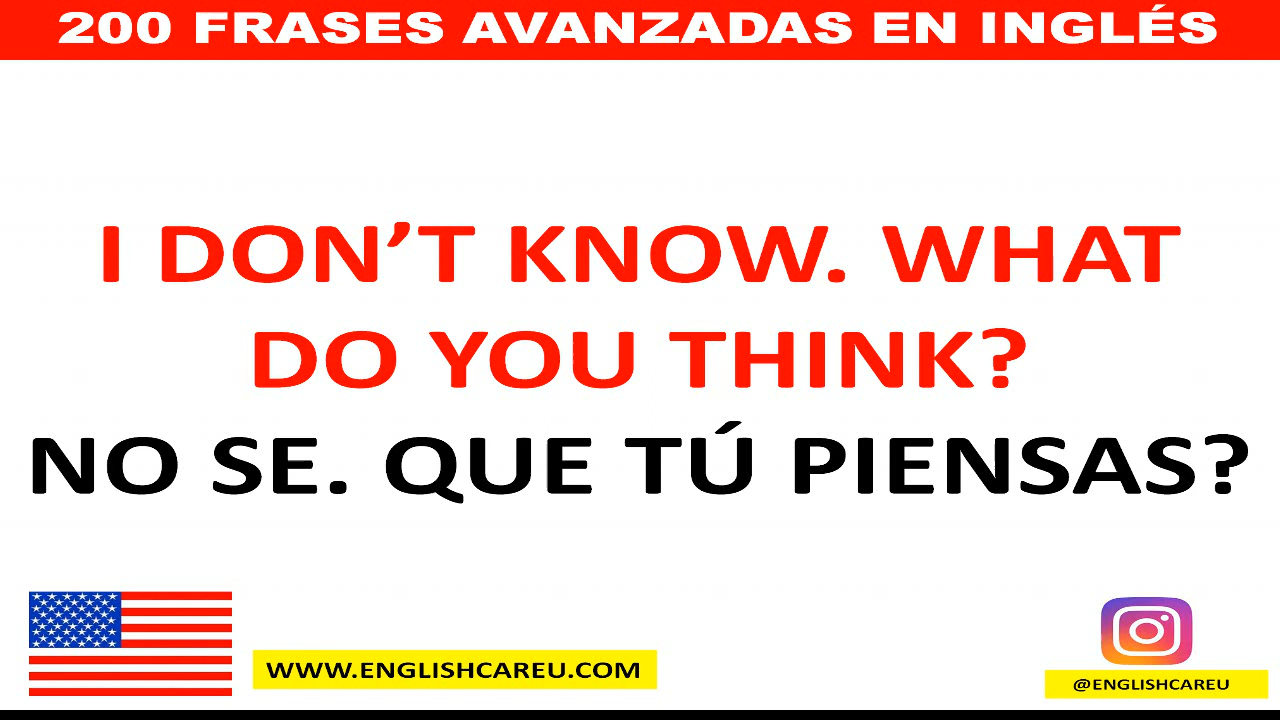 200 FRASES AVANZADAS EN INGLÉS
I DON’T KNOW. WHAT
DO YOU THINK?
NO SE. QUE TÚ PIENSAS?
WWW.ENGLISHCAREU.COM
@ENGLISHCAREU